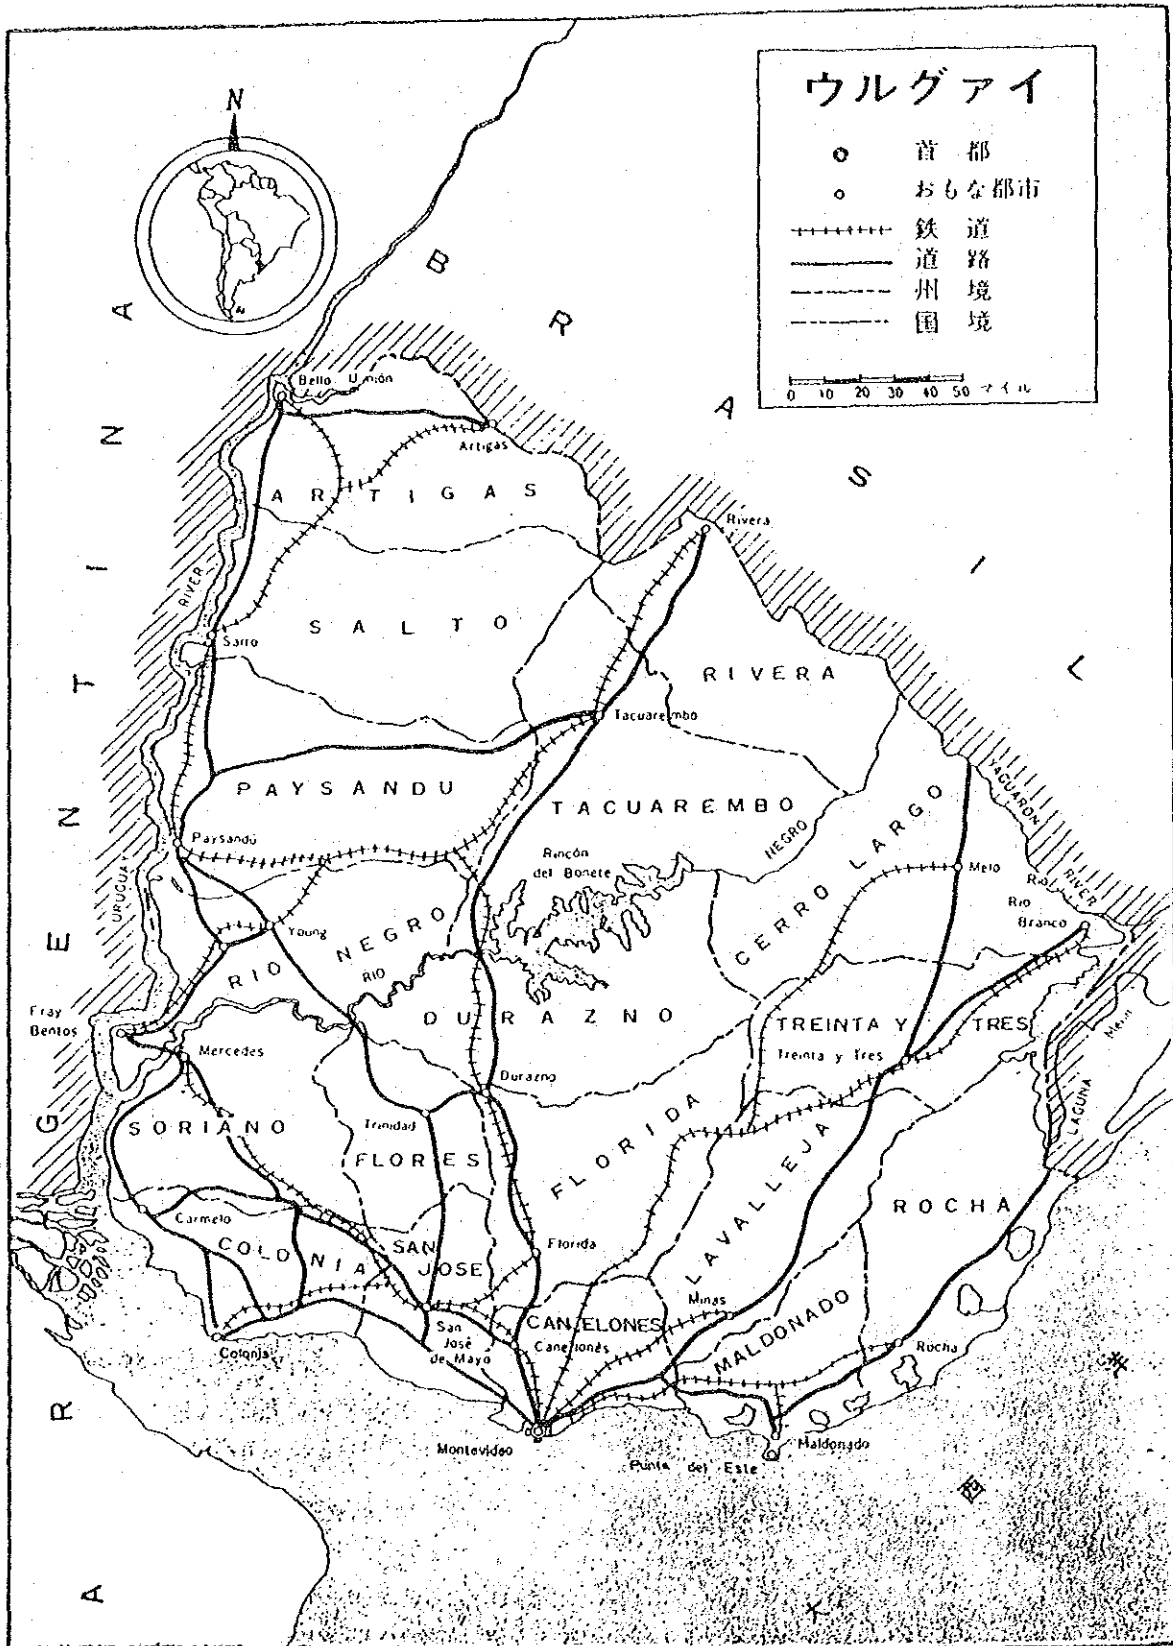 ウルグァイ
首都
おもな都市
鉄道
道路
州境
国境
0 10 20 30 40 50 マイル
N
BRASIL
ARGENTINA
Bello Unión
Artigas
ARTIGAS
Rivera
RIVER
SALTO
Sarro
RIVERA
Tacuarembó
PAYSANDU
TACUAREMBO
YAGUARON
RIVER
Paysandú
NEGRO
CERRO LARGO
Rincón
del Bonete
Melo
Rio
Branco
URUGUAY
Young
RIO NEGRO
RIO
Fray
Bentos
DURAZNO
TREINTA Y TRES
Merin
LAGUNA
Mercedes
Treinta y Tres
Durazno
SORIANO
Trinidad
FLORES
FLORIDA
LAVALLEJA
ROCHA
Carmelo
COLONIA
SAN
JOSE
Florida
Minas
CANELONES
MALDONADO
San
José
de Mayo
Canelones
Colonia
Rocha
Montevideo
Maldonado
Punta del Este
大西洋